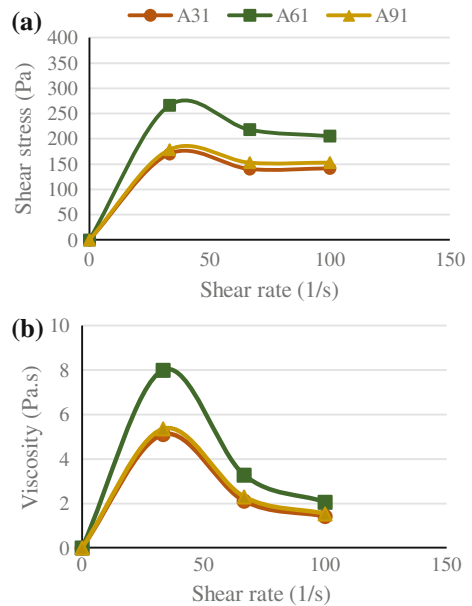 (a)
A31 A61 A91
Shear stress (Pa)
400
350
300
250
200
150
100
50
0
0 50 100 150
Shear rate (1/s)
(b)
Viscosity (Pa.s)
10
8
6
4
2
0
0 50 100 150
Shear rate (1/s)